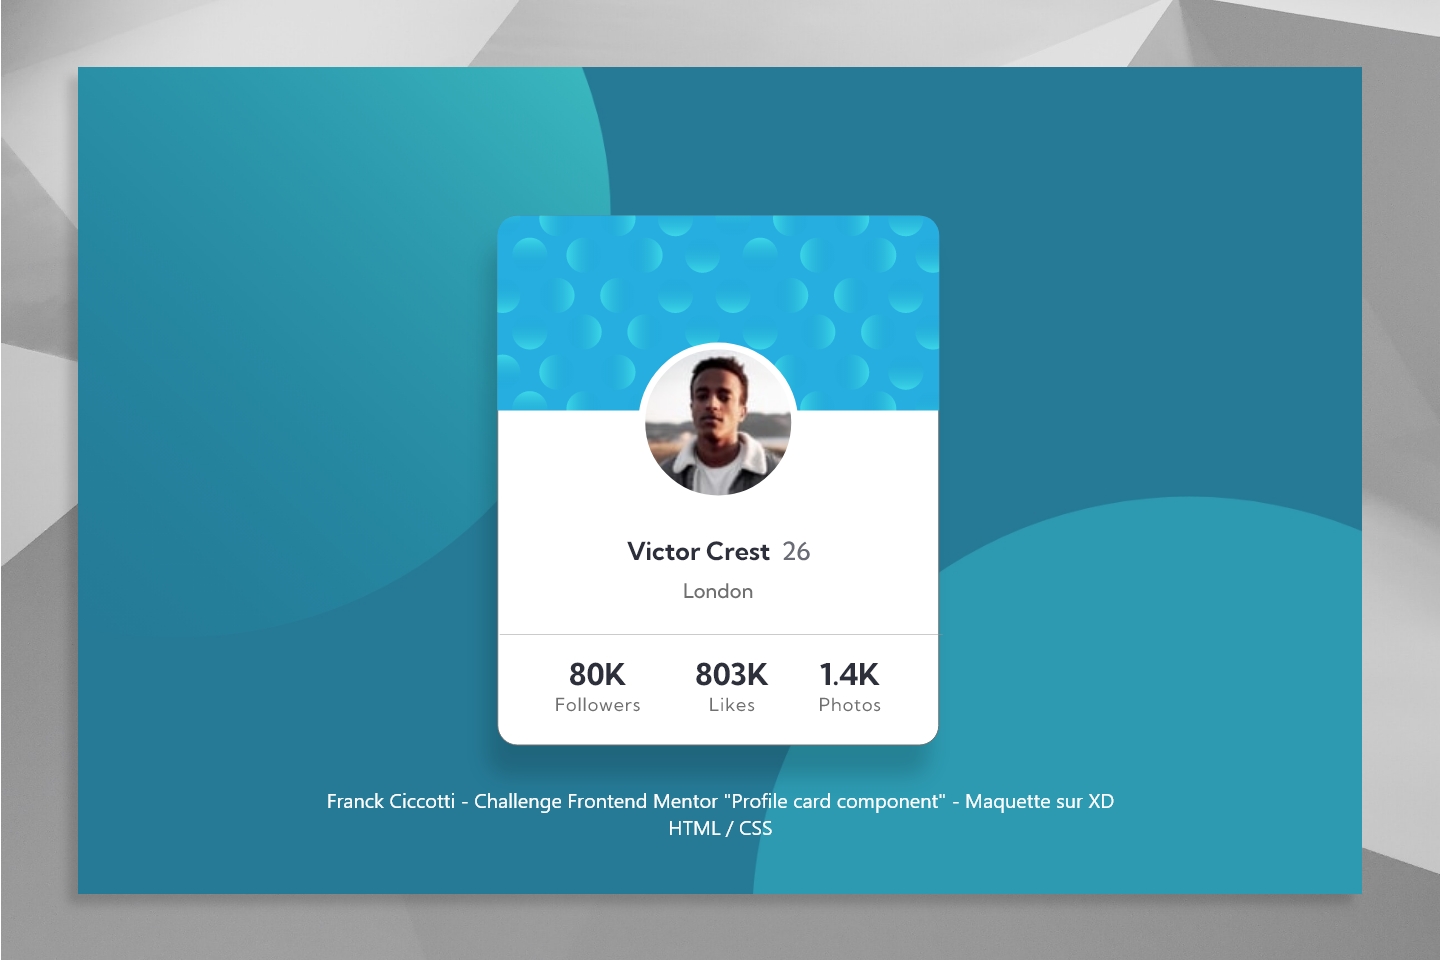 Victor Crest 26
London
80K 803K 1.4K
Followers Likes Photos
Franck Ciccotti - Challenge Frontend Mentor "Profile card component" - Maquette sur XD
HTML / CSS